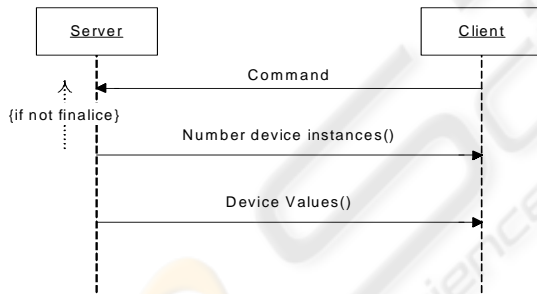 Server
Client
Command
{if not finalice}
Number device instances()
Device Values()